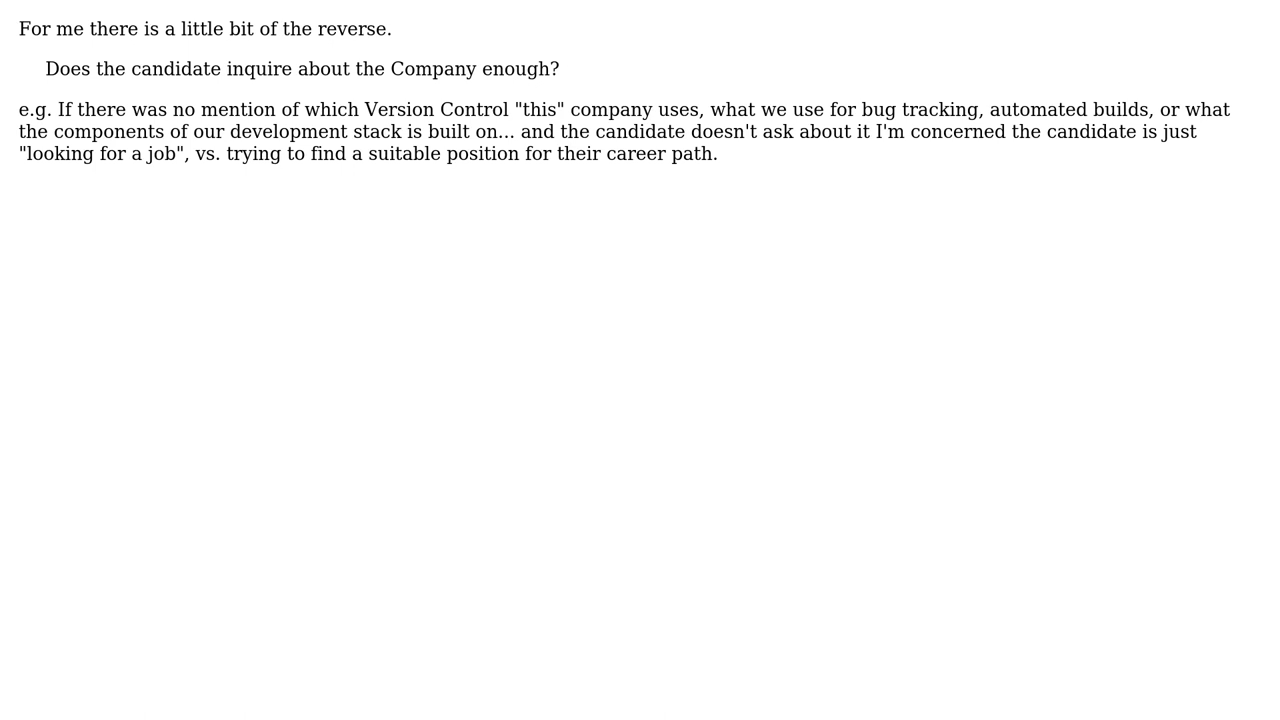 For me there is a little bit of the reverse.
Does the candidate inquire about the Company enough?
e.g. If there was no mention of which Version Control "this" company uses, what we use for bug tracking, automated builds, or what
the components of our development stack is built on... and the candidate doesn't ask about it I'm concerned the candidate is just
"looking for a job", vs. trying to find a suitable position for their career path.